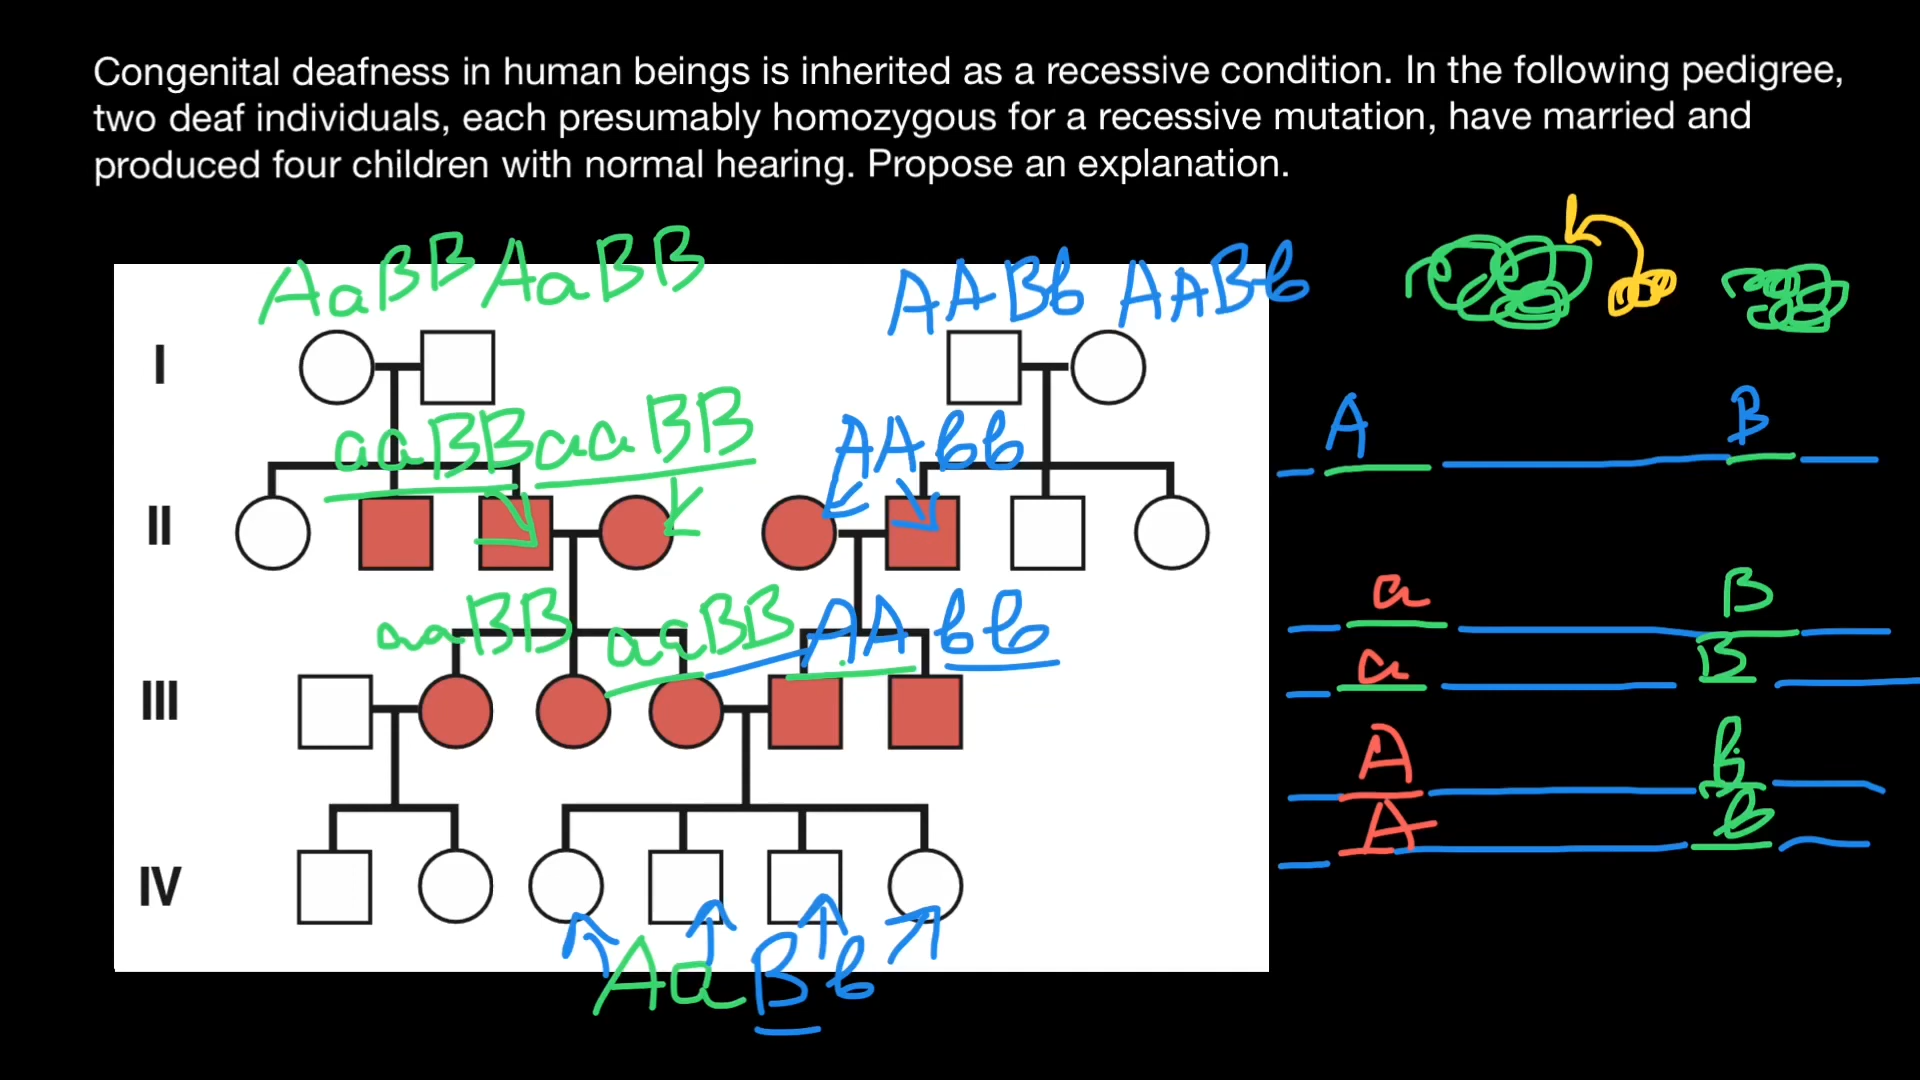 Congenital deafness in human beings is inherited as a recessive condition. In the following pedigree,
two deaf individuals, each presumably homozygous for a recessive mutation, have married and
produced four children with normal hearing. Propose an explanation.
AaBB AaBB
AABb AABb
I
aaBB aaBB
AAbb
A B
II
aaBB aaBB AAbb
a B
a B
III
A b
A b
IV
AaBb